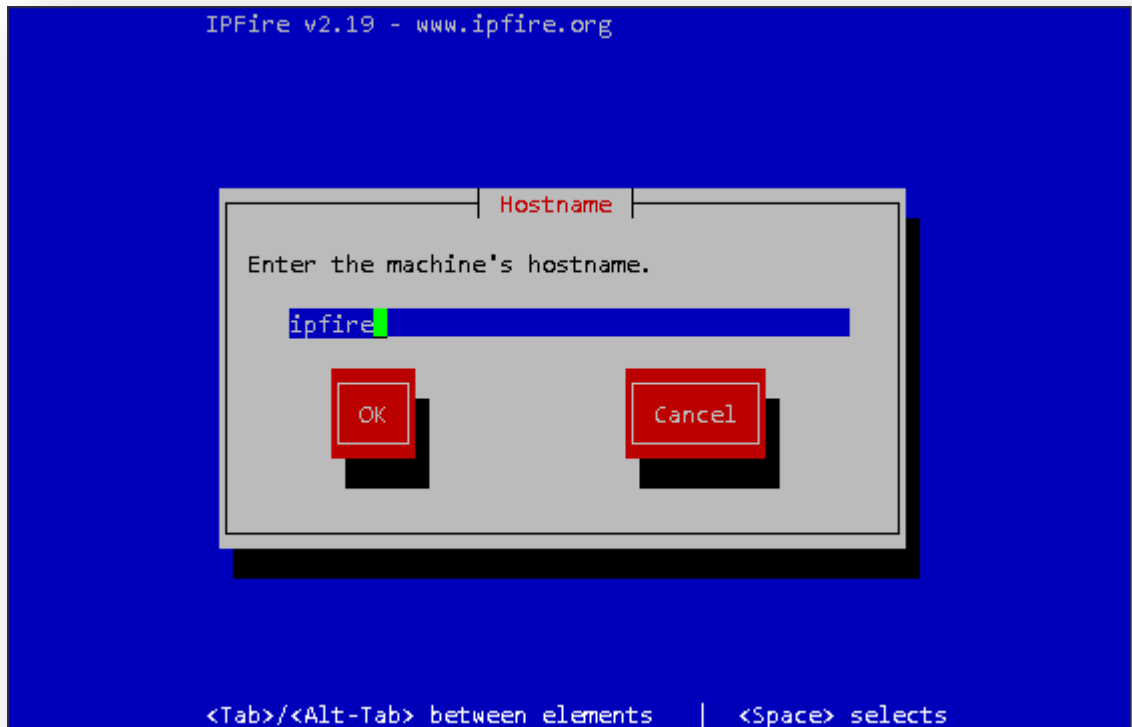 IPFire v2.19 - www.ipfire.org
Hostname
Enter the machine's hostname.
ipfire
OK Cancel
<Tab>/<Alt-Tab> between elements | <Space> selects